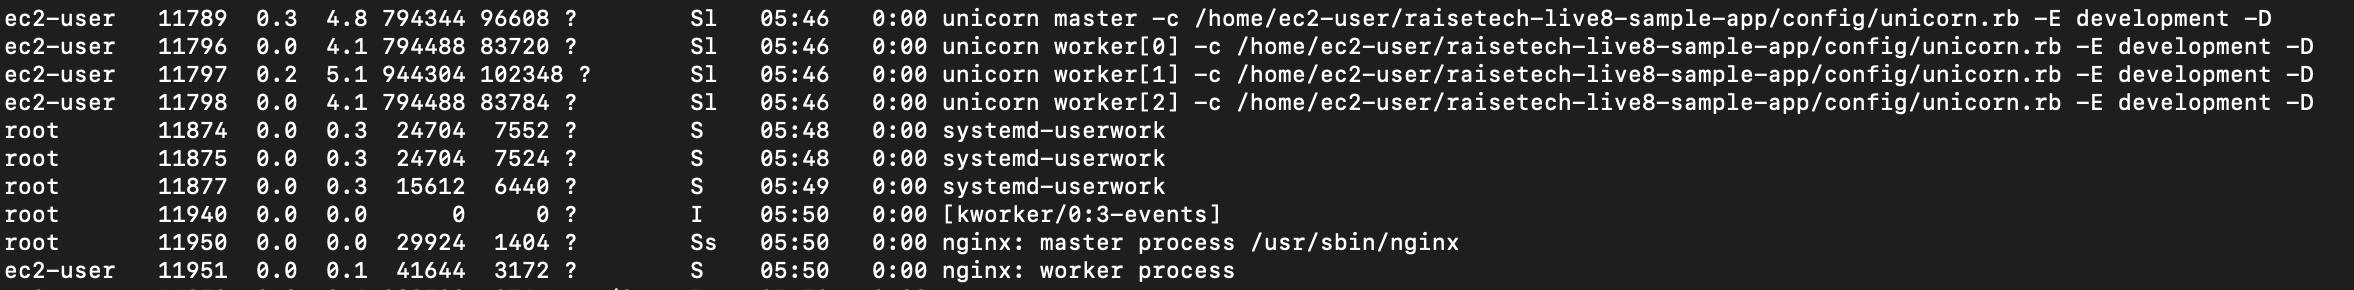 ec2-user   11789  0.3  4.8 794344 96608 ?        Sl   05:46   0:00 unicorn master -c /home/ec2-user/raisetech-live8-sample-app/config/unicorn.rb -E development -D
ec2-user   11796  0.0  4.1 794488 83720 ?        Sl   05:46   0:00 unicorn worker[0] -c /home/ec2-user/raisetech-live8-sample-app/config/unicorn.rb -E development -D
ec2-user   11797  0.2  5.1 944304 102348 ?       Sl   05:46   0:00 unicorn worker[1] -c /home/ec2-user/raisetech-live8-sample-app/config/unicorn.rb -E development -D
ec2-user   11798  0.0  4.1 794488 83784 ?        Sl   05:46   0:00 unicorn worker[2] -c /home/ec2-user/raisetech-live8-sample-app/config/unicorn.rb -E development -D
root       11874  0.0  0.3  24704  7552 ?        S    05:48   0:00 systemd-userwork
root       11875  0.0  0.3  24704  7524 ?        S    05:48   0:00 systemd-userwork
root       11877  0.0  0.3  15612  6440 ?        S    05:49   0:00 systemd-userwork
root       11940  0.0  0.0      0     0 ?        I    05:50   0:00 [kworker/0:3-events]
root       11950  0.0  0.0  29924  1404 ?        Ss   05:50   0:00 nginx: master process /usr/sbin/nginx
ec2-user   11951  0.0  0.1  41644  3172 ?        S    05:50   0:00 nginx: worker process